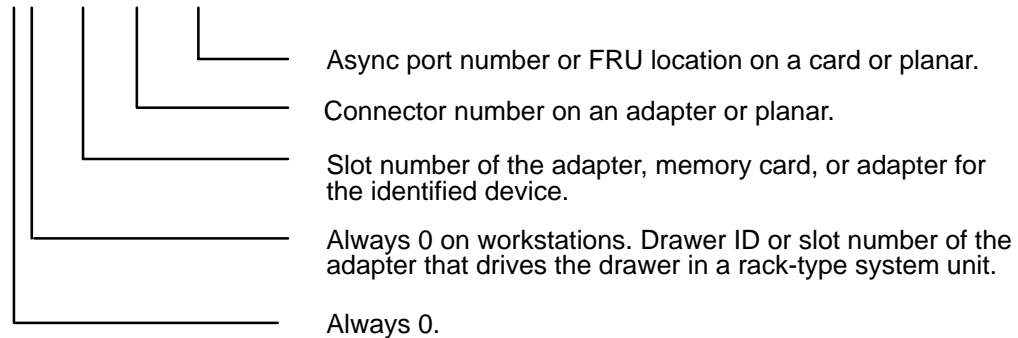 Async port number or FRU location on a card or planar.
Connector number on an adapter or planar.
Slot number of the adapter, memory card, or adapter for
the identified device.
Always 0 on workstations. Drawer ID or slot number of the
adapter that drives the drawer in a rack-type system unit.
Always 0.